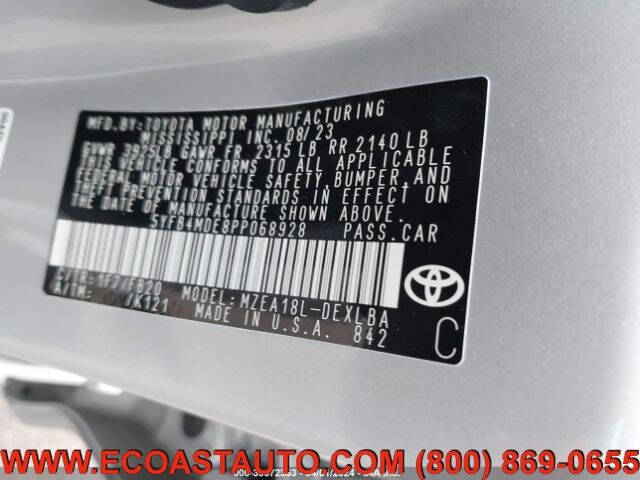 MFD.BY: TOYOTA MOTOR MANUFACTURING
MISSISSIPPI INC. 08/23
GVWR 3925LB GAWR FR 2315 LB RR 2140 LB
THIS VEHICLE CONFORMS TO ALL APPLICABLE
FEDERAL MOTOR VEHICLE SAFETY, BUMPER, AND
THEFT PREVENTION STANDARDS IN EFFECT ON
THE DATE OF MANUFACTURE SHOWN ABOVE.
5YFB4MDE8PP068928 PASS.CAR
C/TR: 1F7/FB20
A/TM: /K121
MODEL: MZEA18L-DEXLBA
MADE IN U.S.A. 842
C
WWW.ECOASTAUTO.COM (800) 869-0655